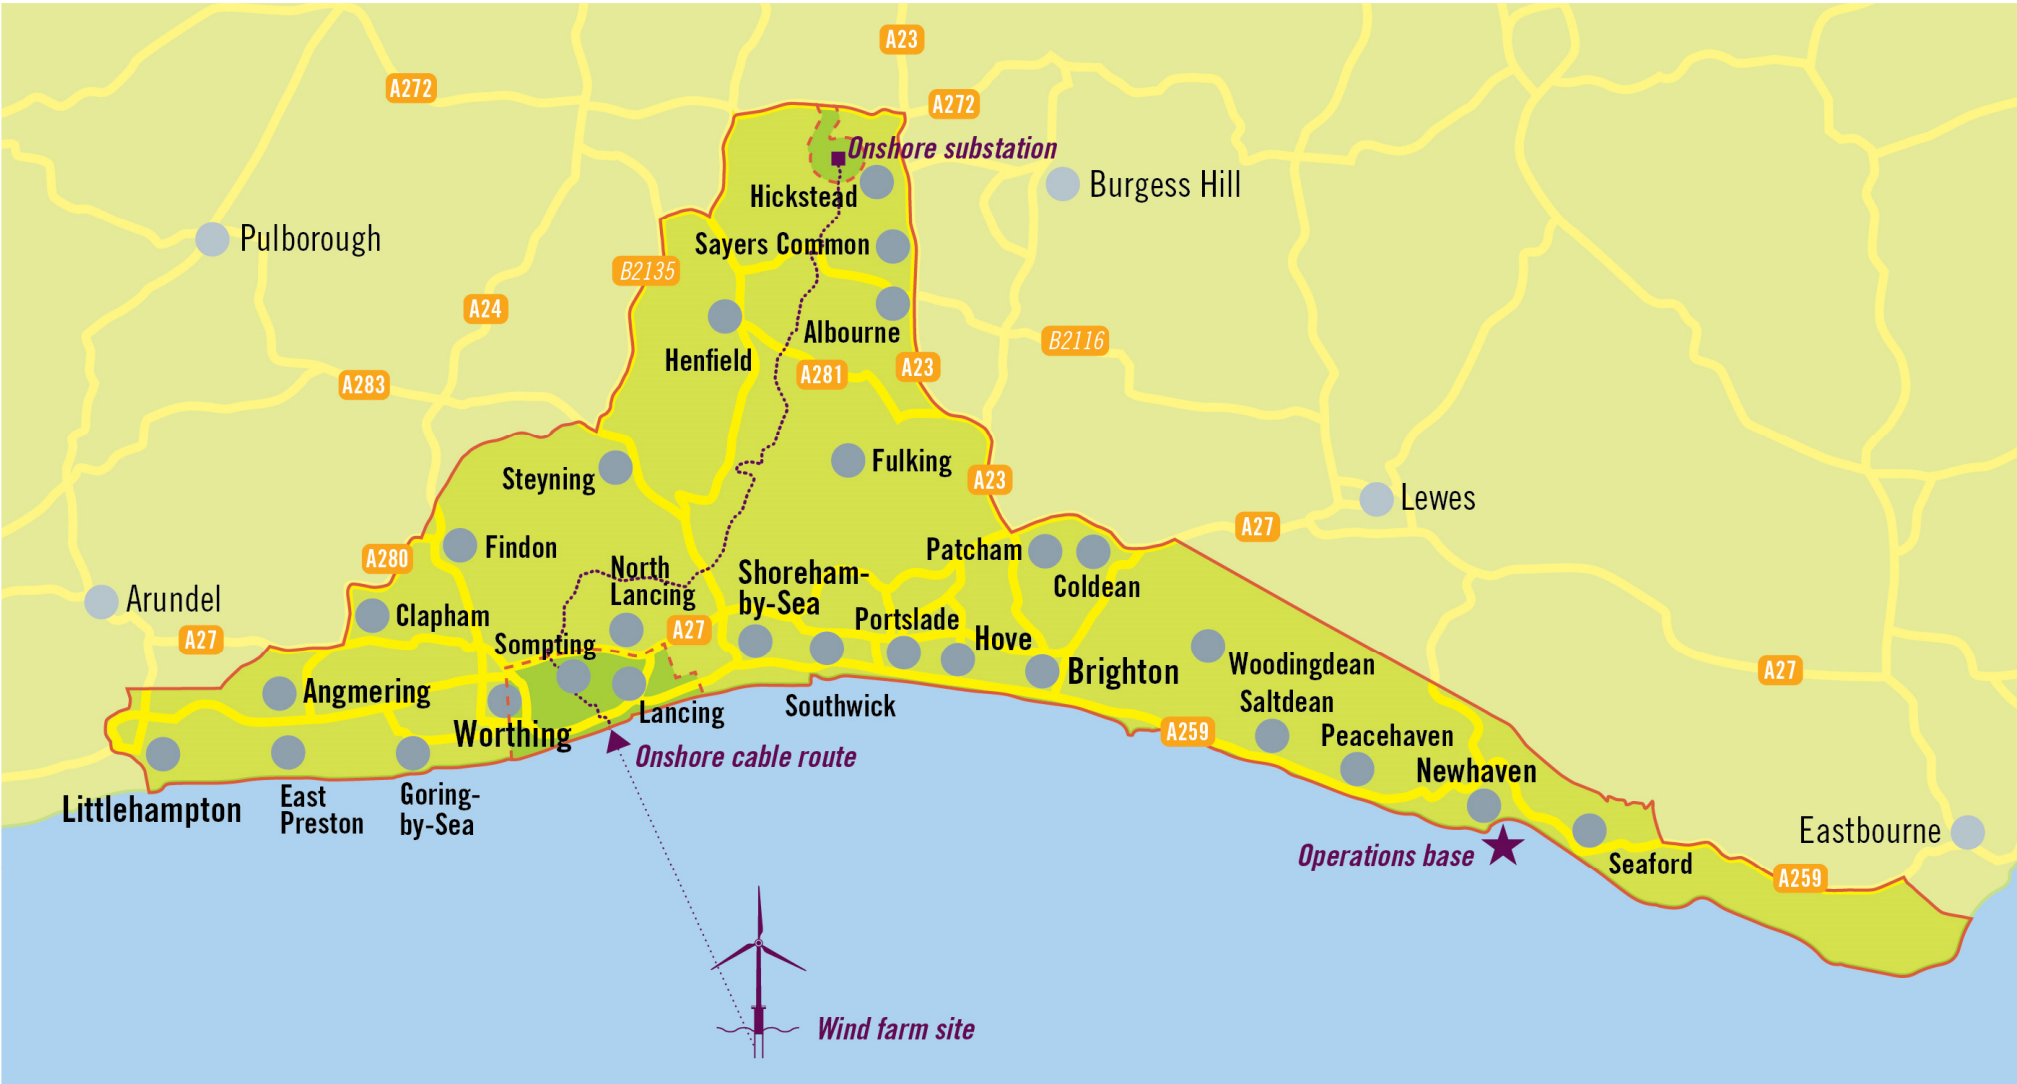 A23
A272
A272
Onshore substation
Burgess Hill
Hickstead
Pulborough
Sayers Common
B2135
A24
Albourne
B2116
Henfield
A281
A23
A283
Fulking
Steyning
A23
Lewes
A27
Findon
Patcham
A280
North
Lancing
Shoreham-
by-Sea
Coldean
Arundel
Clapham
Portslade
A27
Sompting
A27
Hove
Woodingdean
Brighton
A27
Angmering
Saltdean
Lancing
Southwick
Worthing
A259
Peacehaven
Onshore cable route
Newhaven
Littlehampton
East
Preston
Goring-
by-Sea
Eastbourne
Operations base
Seaford
A259
Wind farm site